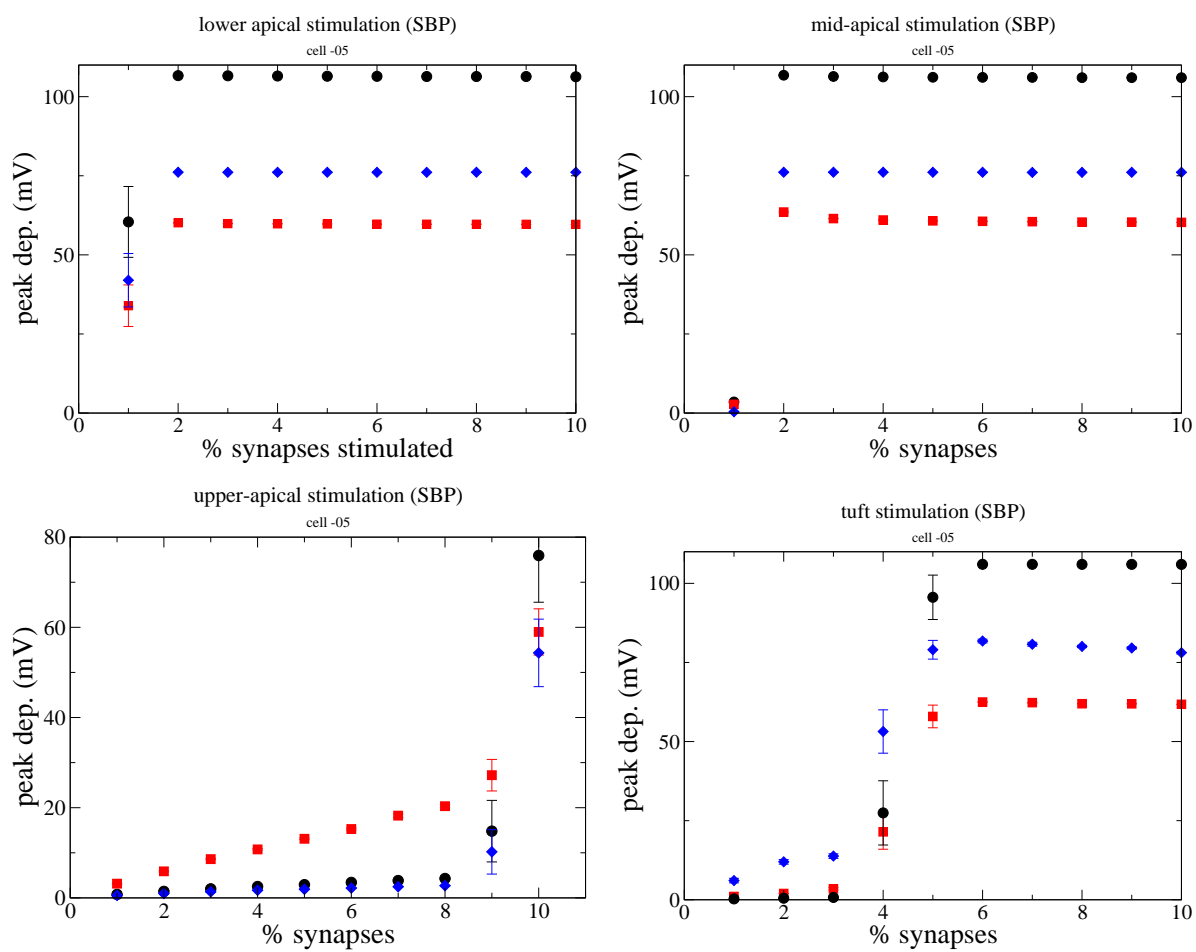 lower apical stimulation (SBP)
cell -05
peak dep. (mV)
100
50
0
0 2 4 6 8 10
% synapses stimulated
mid-apical stimulation (SBP)
cell -05
peak dep. (mV)
100
50
0
0 2 4 6 8 10
% synapses
upper-apical stimulation (SBP)
cell -05
peak dep. (mV)
80
60
40
20
0
0 2 4 6 8 10
% synapses
tuft stimulation (SBP)
cell -05
peak dep. (mV)
100
50
0
0 2 4 6 8 10
% synapses